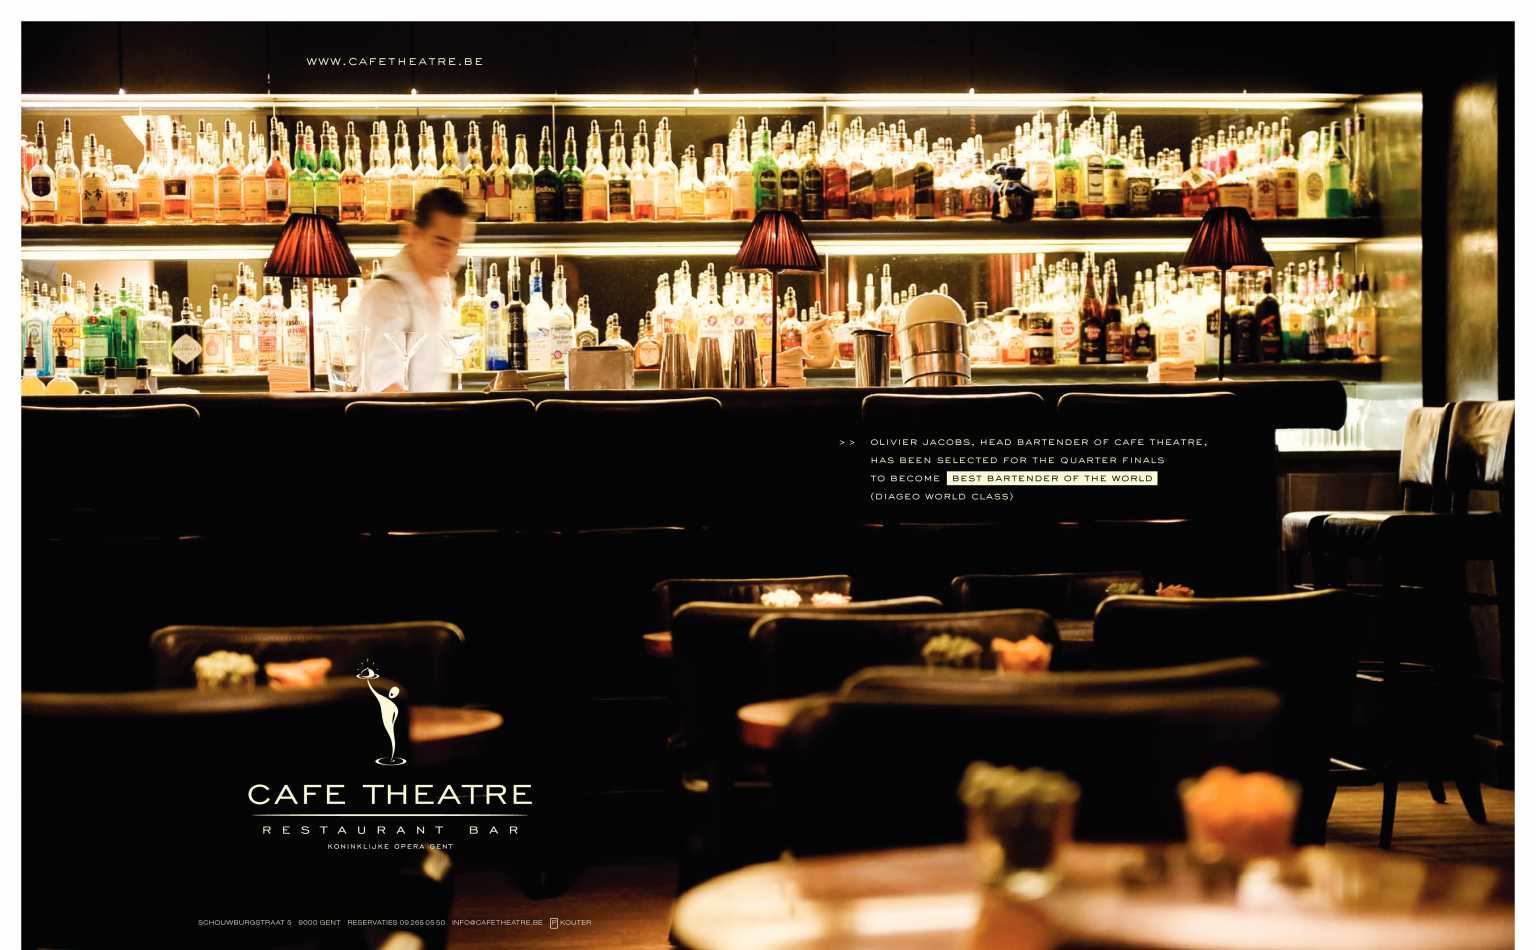 WWW.CAFETHEATRE.BE
GORDON'S
>> OLIVIER JACOBS, HEAD BARTENDER OF CAFE THEATRE,
HAS BEEN SELECTED FOR THE QUARTER FINALS
TO BECOME BEST BARTENDER OF THE WORLD
(DIAGEO WORLD CLASS)
CAFE THEATRE
RESTAURANT BAR
KONINKLIJKE OPERA GENT
SCHOUWBURGSTRAAT 5 9000 GENT RESERVATIES 09 265 05 50 INFO@CAFETHEATRE.BE P KOUTER